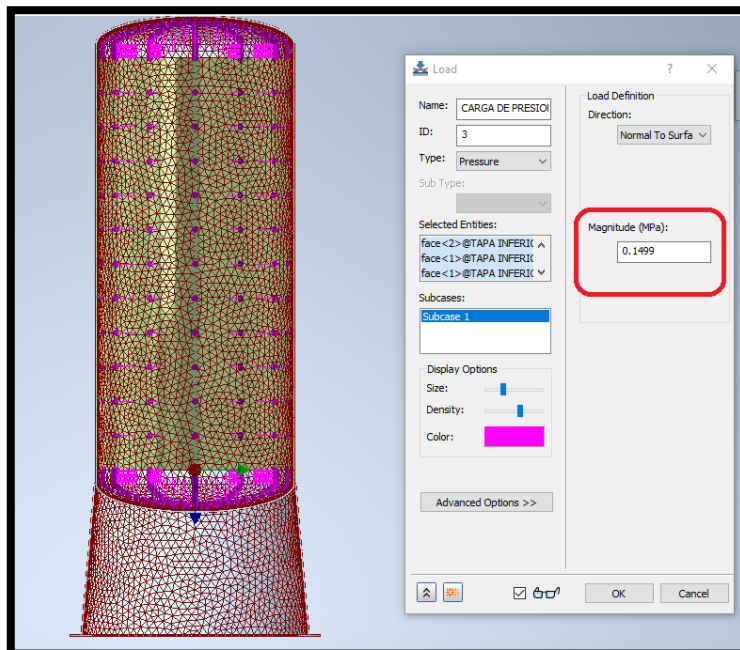 Load
Name: CARGA DE PRESIOI
ID: 3
Type: Pressure
Sub Type:
Selected Entities:
face<2>@TAPA INFERIC
face<1>@TAPA INFERIC
face<1>@TAPA INFERIC
Subcases:
Subcase 1
Display Options
Size:
Density:
Color:
Advanced Options >>
Load Definition
Direction:
Normal To Surfa
Magnitude (MPa):
0.1499
OK
Cancel